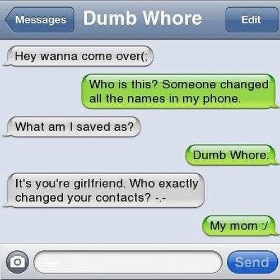 Messages Dumb Whore Edit
Hey wanna come over(;
Who is this? Someone changed
all the names in my phone.
What am I saved as?
Dumb Whore.
It's you're girlfriend. Who exactly
changed your contacts? -.-
My mom :/
Send